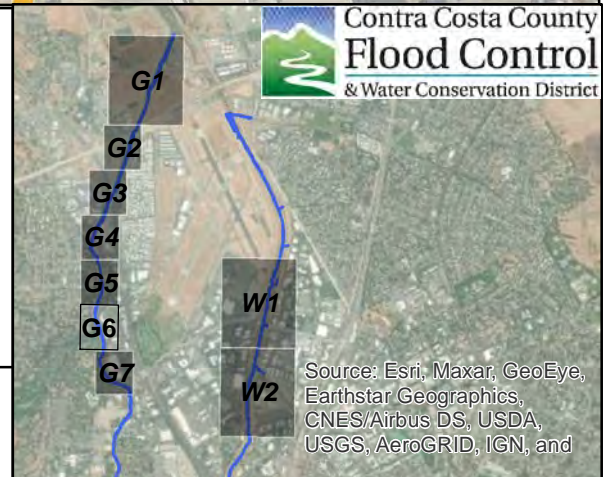 Contra Costa County
Flood Control
& Water Conservation District
G1
G2
G3
G4
G5
W1
G6
G7
W2
Source: Esri, Maxar, GeoEye,
Earthstar Geographics,
CNES/Airbus DS, USDA,
USGS, AeroGRID, IGN, and